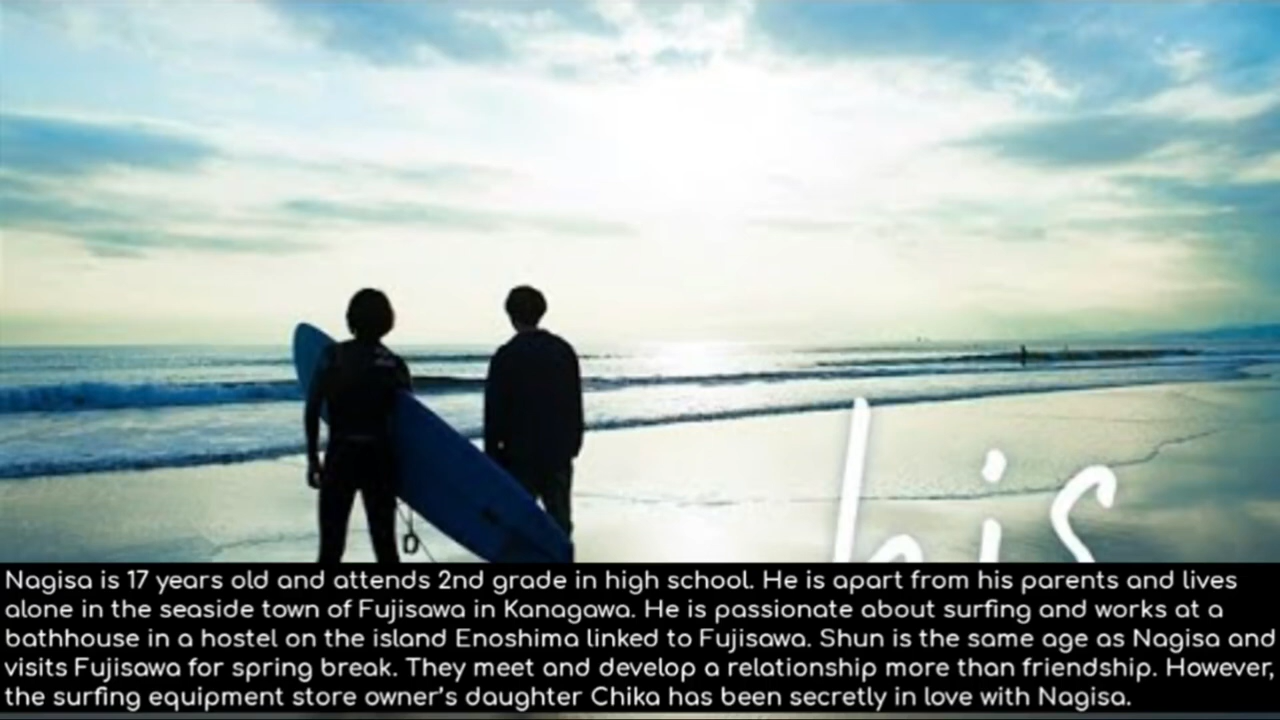 his
Nagisa is 17 years old and attends 2nd grade in high school. He is apart from his parents and lives
alone in the seaside town of Fujisawa in Kanagawa. He is passionate about surfing and works at a
bathhouse in a hostel on the island Enoshima linked to Fujisawa. Shun is the same age as Nagisa and
visits Fujisawa for spring break. They meet and develop a relationship more than friendship. However,
the surfing equipment store owner's daughter Chika has been secretly in love with Nagisa.